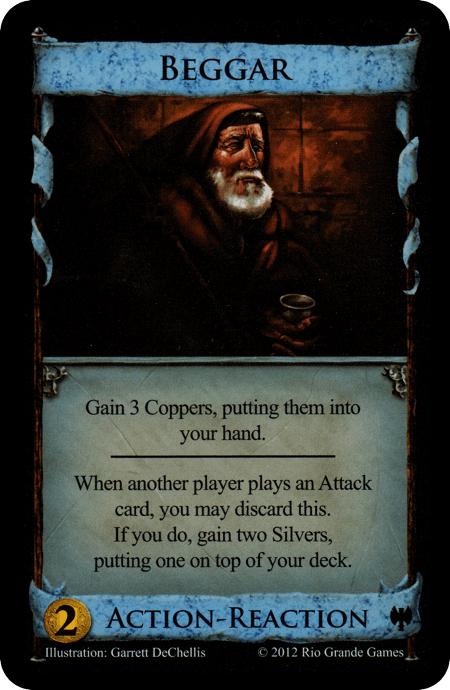 Beggar
Gain 3 Coppers, putting them into
your hand.
When another player plays an Attack
card, you may discard this.
If you do, gain two Silvers,
putting one on top of your deck.
2 Action-Reaction
Illustration: Garrett DeChellis © 2012 Rio Grande Games